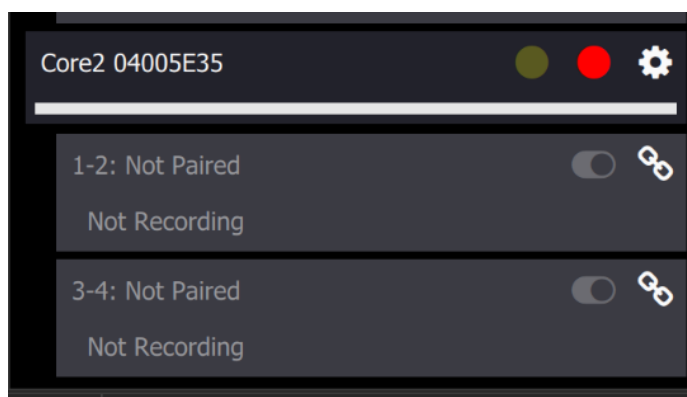 Core2 04005E35
1-2: Not Paired
Not Recording
3-4: Not Paired
Not Recording